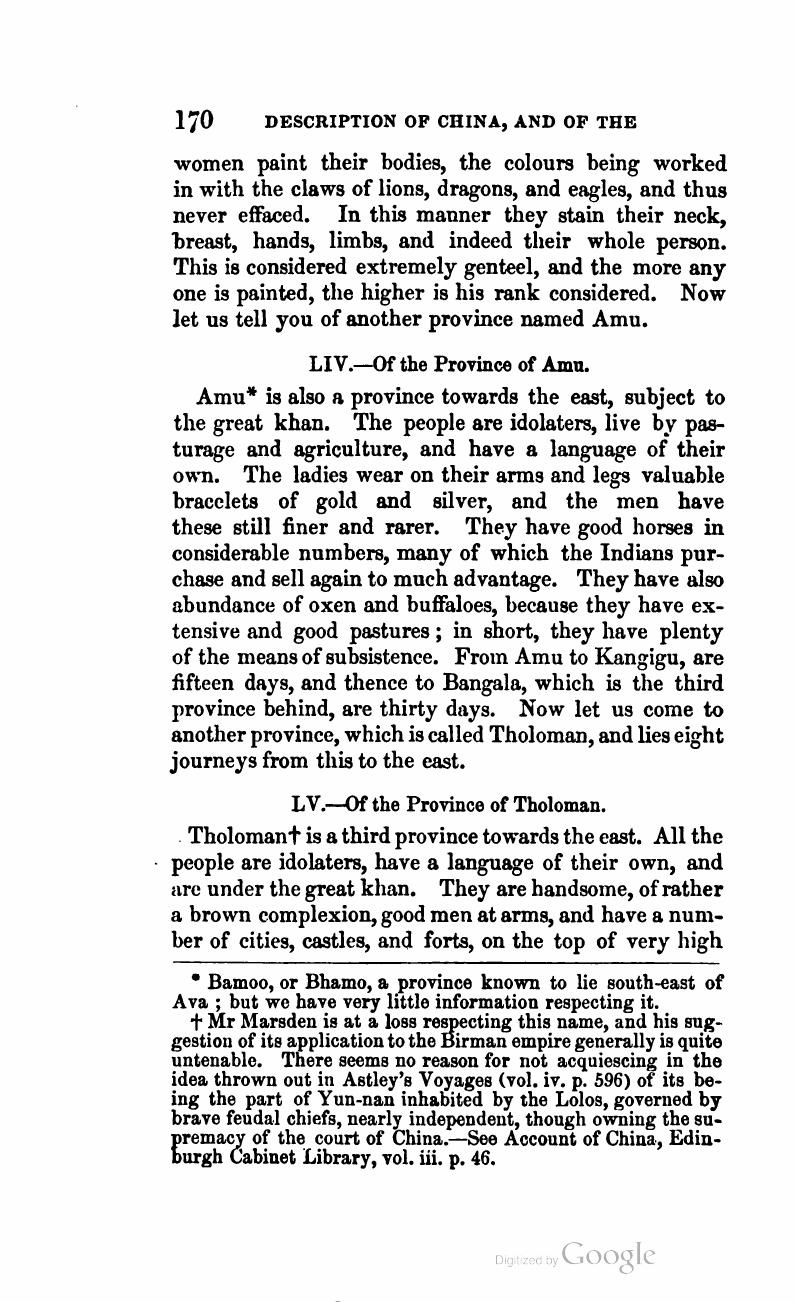 170 DESCRIPTION OF CHINA, AND OF THE
women paint their bodies, the colours being worked
in with the claws of lions, dragons, and eagles, and thus
never effaced. In this manner they stain their neck,
breast, hands, limbs, and indeed their whole person.
This is considered extremely genteel, and the more any
one is painted, the higher is his rank considered. Now
let us tell you of another province named Amu.
LIV.—Of the Province of Amu.
Amu* is also a province towards the east, subject to
the great khan. The people are idolaters, live by pas-
turage and agriculture, and have a language of their
own. The ladies wear on their arms and legs valuable
bracelets of gold and silver, and the men have
these still finer and rarer. They have good horses in
considerable numbers, many of which the Indians pur-
chase and sell again to much advantage. They have also
abundance of oxen and buffaloes, because they have ex-
tensive and good pastures; in short, they have plenty
of the means of subsistence. From Amu to Kangigu, are
fifteen days, and thence to Bangala, which is the third
province behind, are thirty days. Now let us come to
another province, which is called Tholoman, and lies eight
journeys from this to the east.
LV.—Of the Province of Tholoman.
Tholoman† is a third province towards the east. All the
people are idolaters, have a language of their own, and
are under the great khan. They are handsome, of rather
a brown complexion, good men at arms, and have a num-
ber of cities, castles, and forts, on the top of very high
* Bamoo, or Bhamo, a province known to lie south-east of
Ava ; but we have very little information respecting it.
† Mr Marsden is at a loss respecting this name, and his sug-
gestion of its application to the Birman empire generally is quite
untenable. There seems no reason for not acquiescing in the
idea thrown out in Astley's Voyages (vol. iv. p. 596) of its be-
ing the part of Yun-nan inhabited by the Lolos, governed by
brave feudal chiefs, nearly independent, though owning the su-
premacy of the court of China.—See Account of China, Edin-
burgh Cabinet Library, vol. iii. p. 46.
Digitized by Google